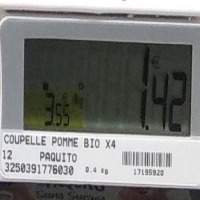 €
1.42
3.55 €
kg
COUPELLE POMME BIO X4
12 PAQUITO
3250391776030 0,4 kg 17195920